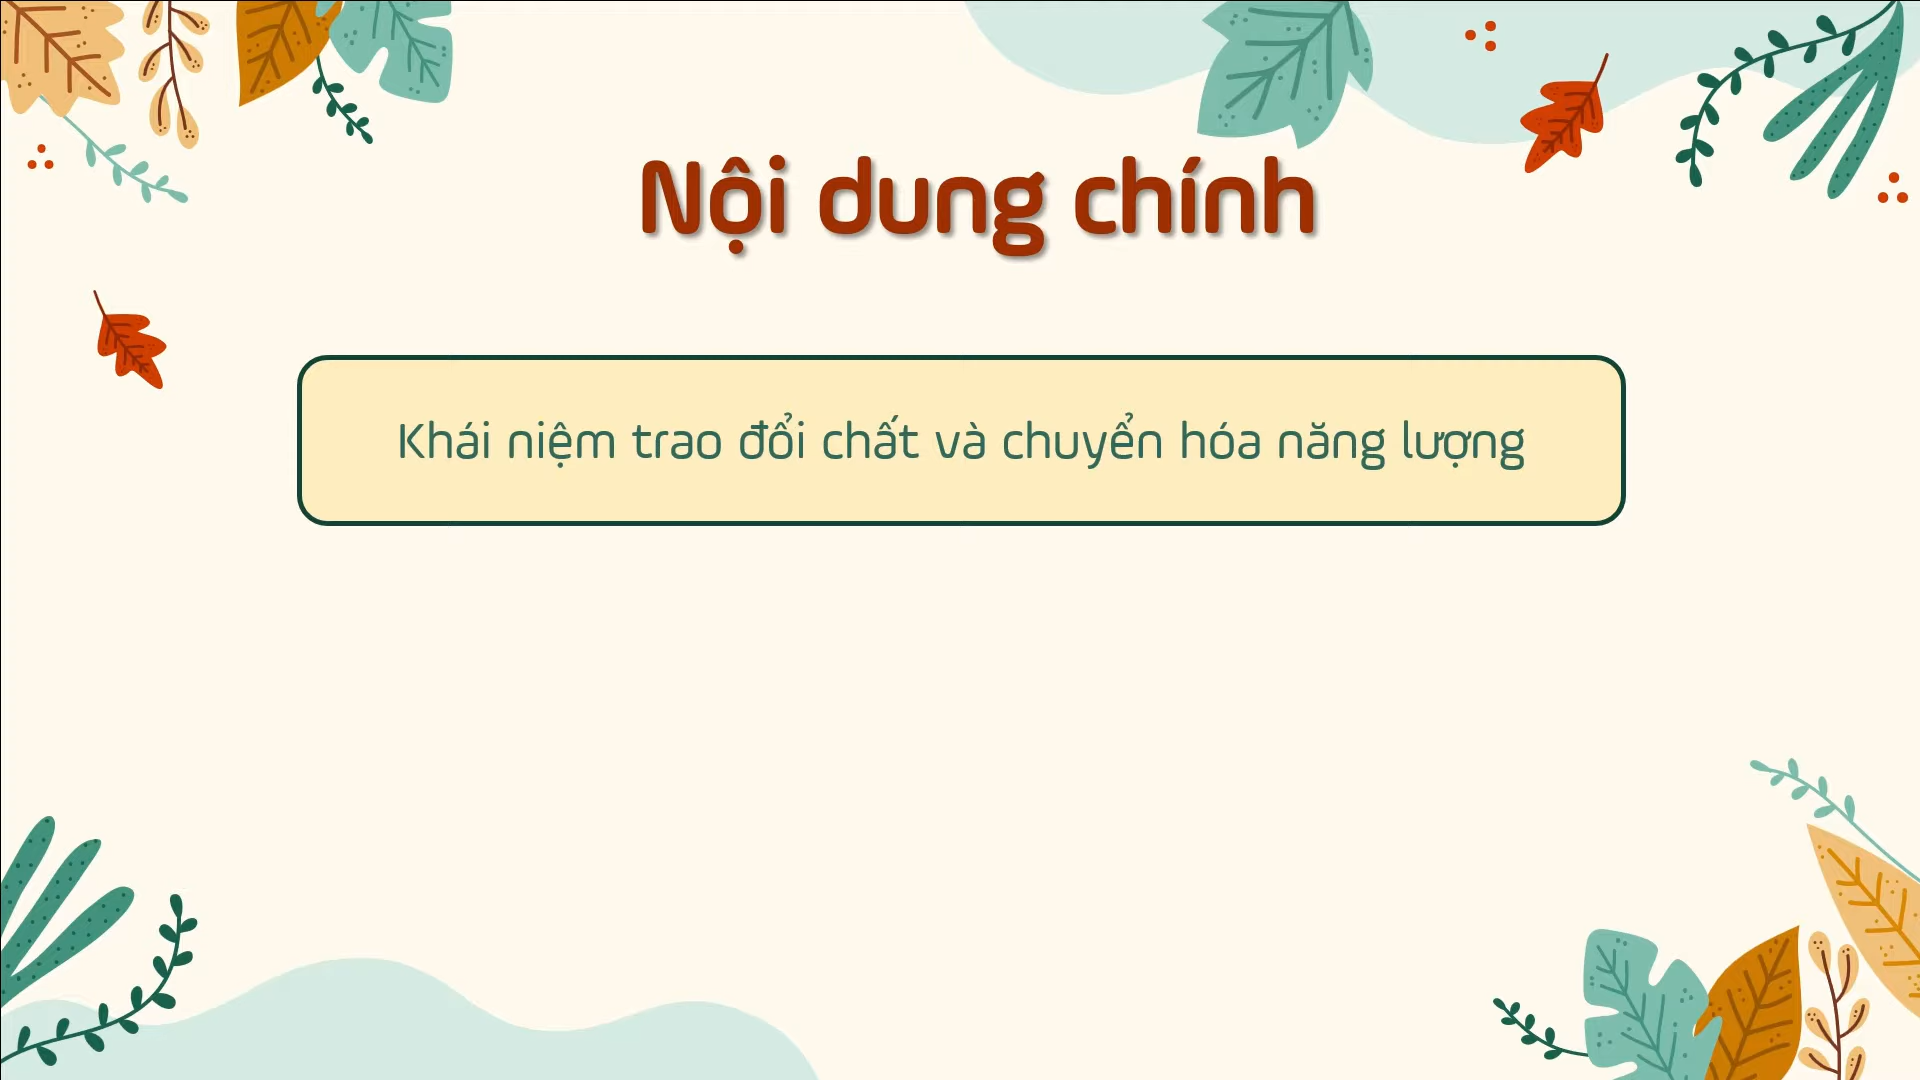 Nội dung chính
Khái niệm trao đổi chất và chuyển hóa năng lượng